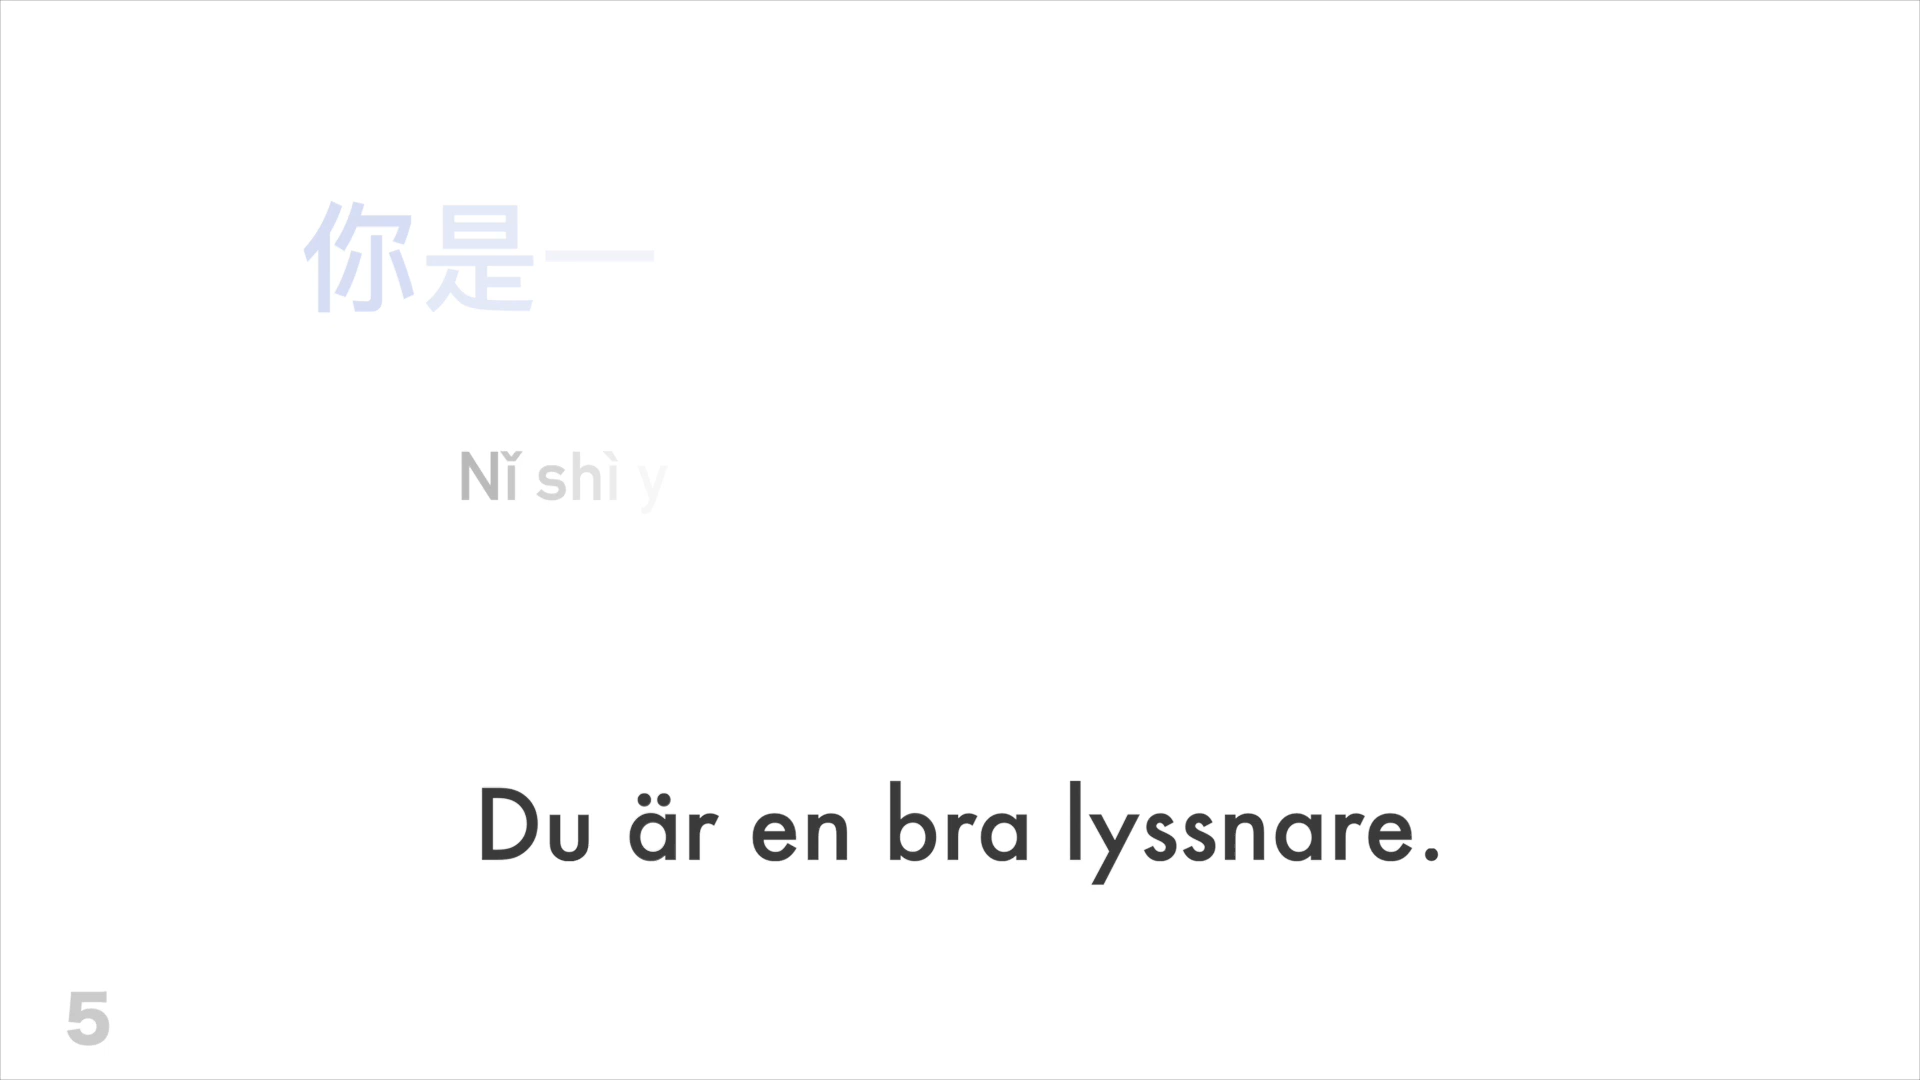 你是一
Nǐ shì y
Du är en bra lyssnare.
5